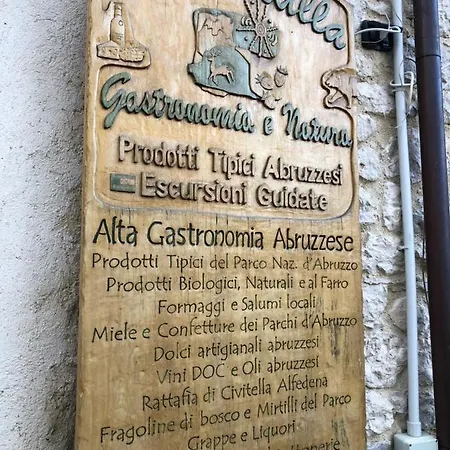 Gastronomia e Natura
Prodotti Tipici Abruzzesi
Escursioni Guidate
Alta Gastronomia Abruzzese
Prodotti Tipici del Parco Naz. d'Abruzzo
Prodotti Biologici, Naturali e al Farro
Formaggi e Salumi locali
Miele e Confetture dei Parchi d'Abruzzo
Dolci artigianali abruzzesi
Vini DOC e Oli abruzzesi
Rattafia di Civitella Alfedena
Fragoline di bosco e Mirtilli del Parco
Grappe e Liquori